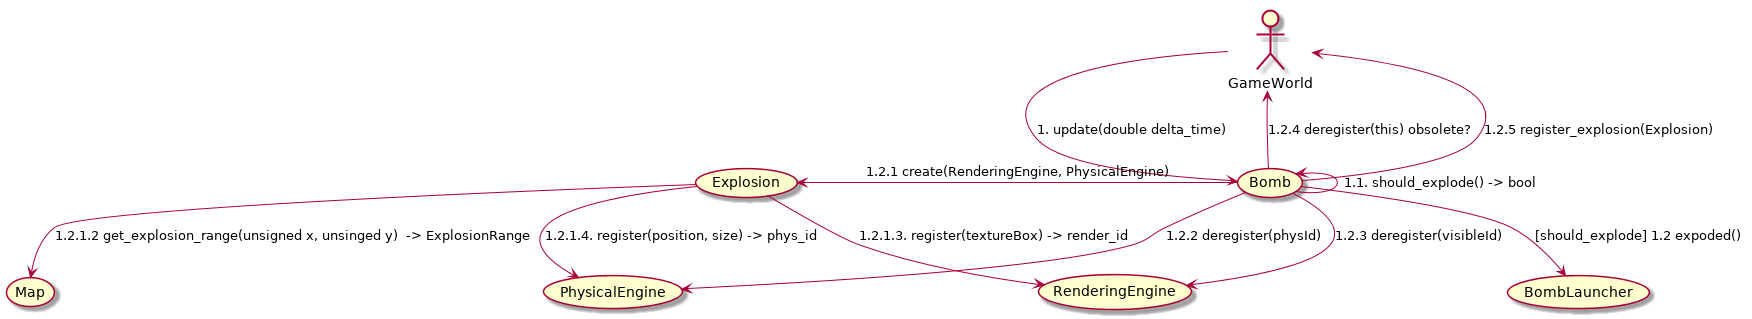 GameWorld
1. update(double delta_time)
1.2.4 deregister(this) obsolete?
1.2.5 register_explosion(Explosion)
1.2.1 create(RenderingEngine, PhysicalEngine)
Explosion
Bomb
1.1. should_explode() -> bool
1.2.1.2 get_explosion_range(unsigned x, unsinged y)  -> ExplosionRange
1.2.1.4. register(position, size) -> phys_id
1.2.1.3. register(textureBox) -> render_id
1.2.2 deregister(physId)
1.2.3 deregister(visibleId)
[should_explode] 1.2 expoded()
Map
PhysicalEngine
RenderingEngine
BombLauncher